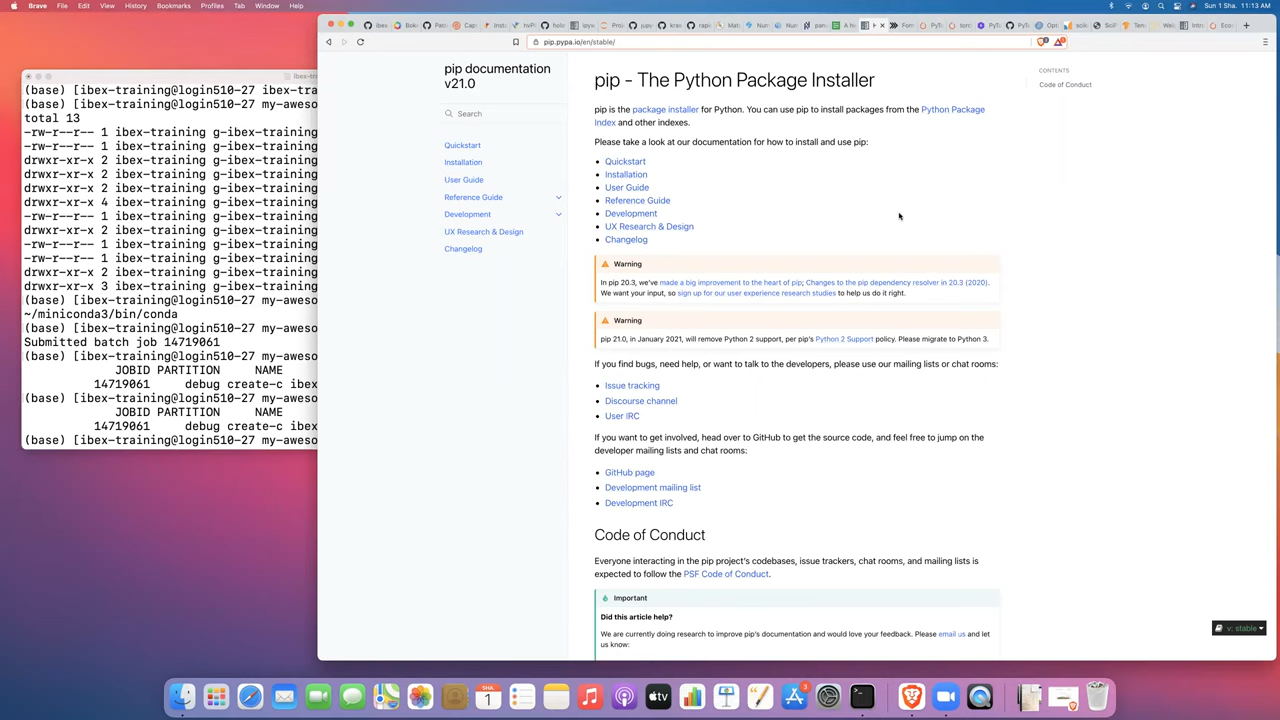 Brave File Edit View History Bookmarks Profiles Tab Window Help
Sun 1 Sha. 11:13 AM
pip.pypa.io/en/stable/
(base) [ibex-training@login510-27 ibex-tra
(base) [ibex-training@login510-27 my-aweso
total 13
-rw-r--r-- 1 ibex-training g-ibex-training
-rw-r--r-- 1 ibex-training g-ibex-training
drwxr-xr-x 2 ibex-training g-ibex-training
drwxr-xr-x 2 ibex-training g-ibex-training
drwxr-xr-x 2 ibex-training g-ibex-training
drwxr-xr-x 4 ibex-training g-ibex-training
-rw-r--r-- 1 ibex-training g-ibex-training
drwxr-xr-x 2 ibex-training g-ibex-training
-rw-r--r-- 1 ibex-training g-ibex-training
-rw-r--r-- 1 ibex-training g-ibex-training
drwxr-xr-x 2 ibex-training g-ibex-training
drwxr-xr-x 3 ibex-training g-ibex-training
(base) [ibex-training@login510-27 my-aweso
~/miniconda3/bin/conda
(base) [ibex-training@login510-27 my-aweso
Submitted batch job 14719061
(base) [ibex-training@login510-27 my-aweso
JOBID PARTITION NAME
14719061 debug create-c ibex
(base) [ibex-training@login510-27 my-aweso
JOBID PARTITION NAME
14719061 debug create-c ibex
(base) [ibex-training@login510-27 my-aweso
pip documentation
v21.0
Search
Quickstart
Installation
User Guide
Reference Guide
Development
UX Research & Design
Changelog
pip - The Python Package Installer
pip is the package installer for Python. You can use pip to install packages from the Python Package
Index and other indexes.
Please take a look at our documentation for how to install and use pip:
Quickstart
Installation
User Guide
Reference Guide
Development
UX Research & Design
Changelog
Warning
In pip 20.3, we've made a big improvement to the heart of pip; Changes to the pip dependency resolver in 20.3 (2020).
We want your input, so sign up for our user experience research studies to help us do it right.
Warning
pip 21.0, in January 2021, will remove Python 2 support, per pip's Python 2 Support policy. Please migrate to Python 3.
If you find bugs, need help, or want to talk to the developers, please use our mailing lists or chat rooms:
Issue tracking
Discourse channel
User IRC
If you want to get involved, head over to GitHub to get the source code, and feel free to jump on the
developer mailing lists and chat rooms:
GitHub page
Development mailing list
Development IRC
Code of Conduct
Everyone interacting in the pip project's codebases, issue trackers, chat rooms, and mailing lists is
expected to follow the PSF Code of Conduct.
Important
Did this article help?
We are currently doing research to improve pip's documentation and would love your feedback. Please email us and let
us know:
CONTENTS
Code of Conduct
v: stable